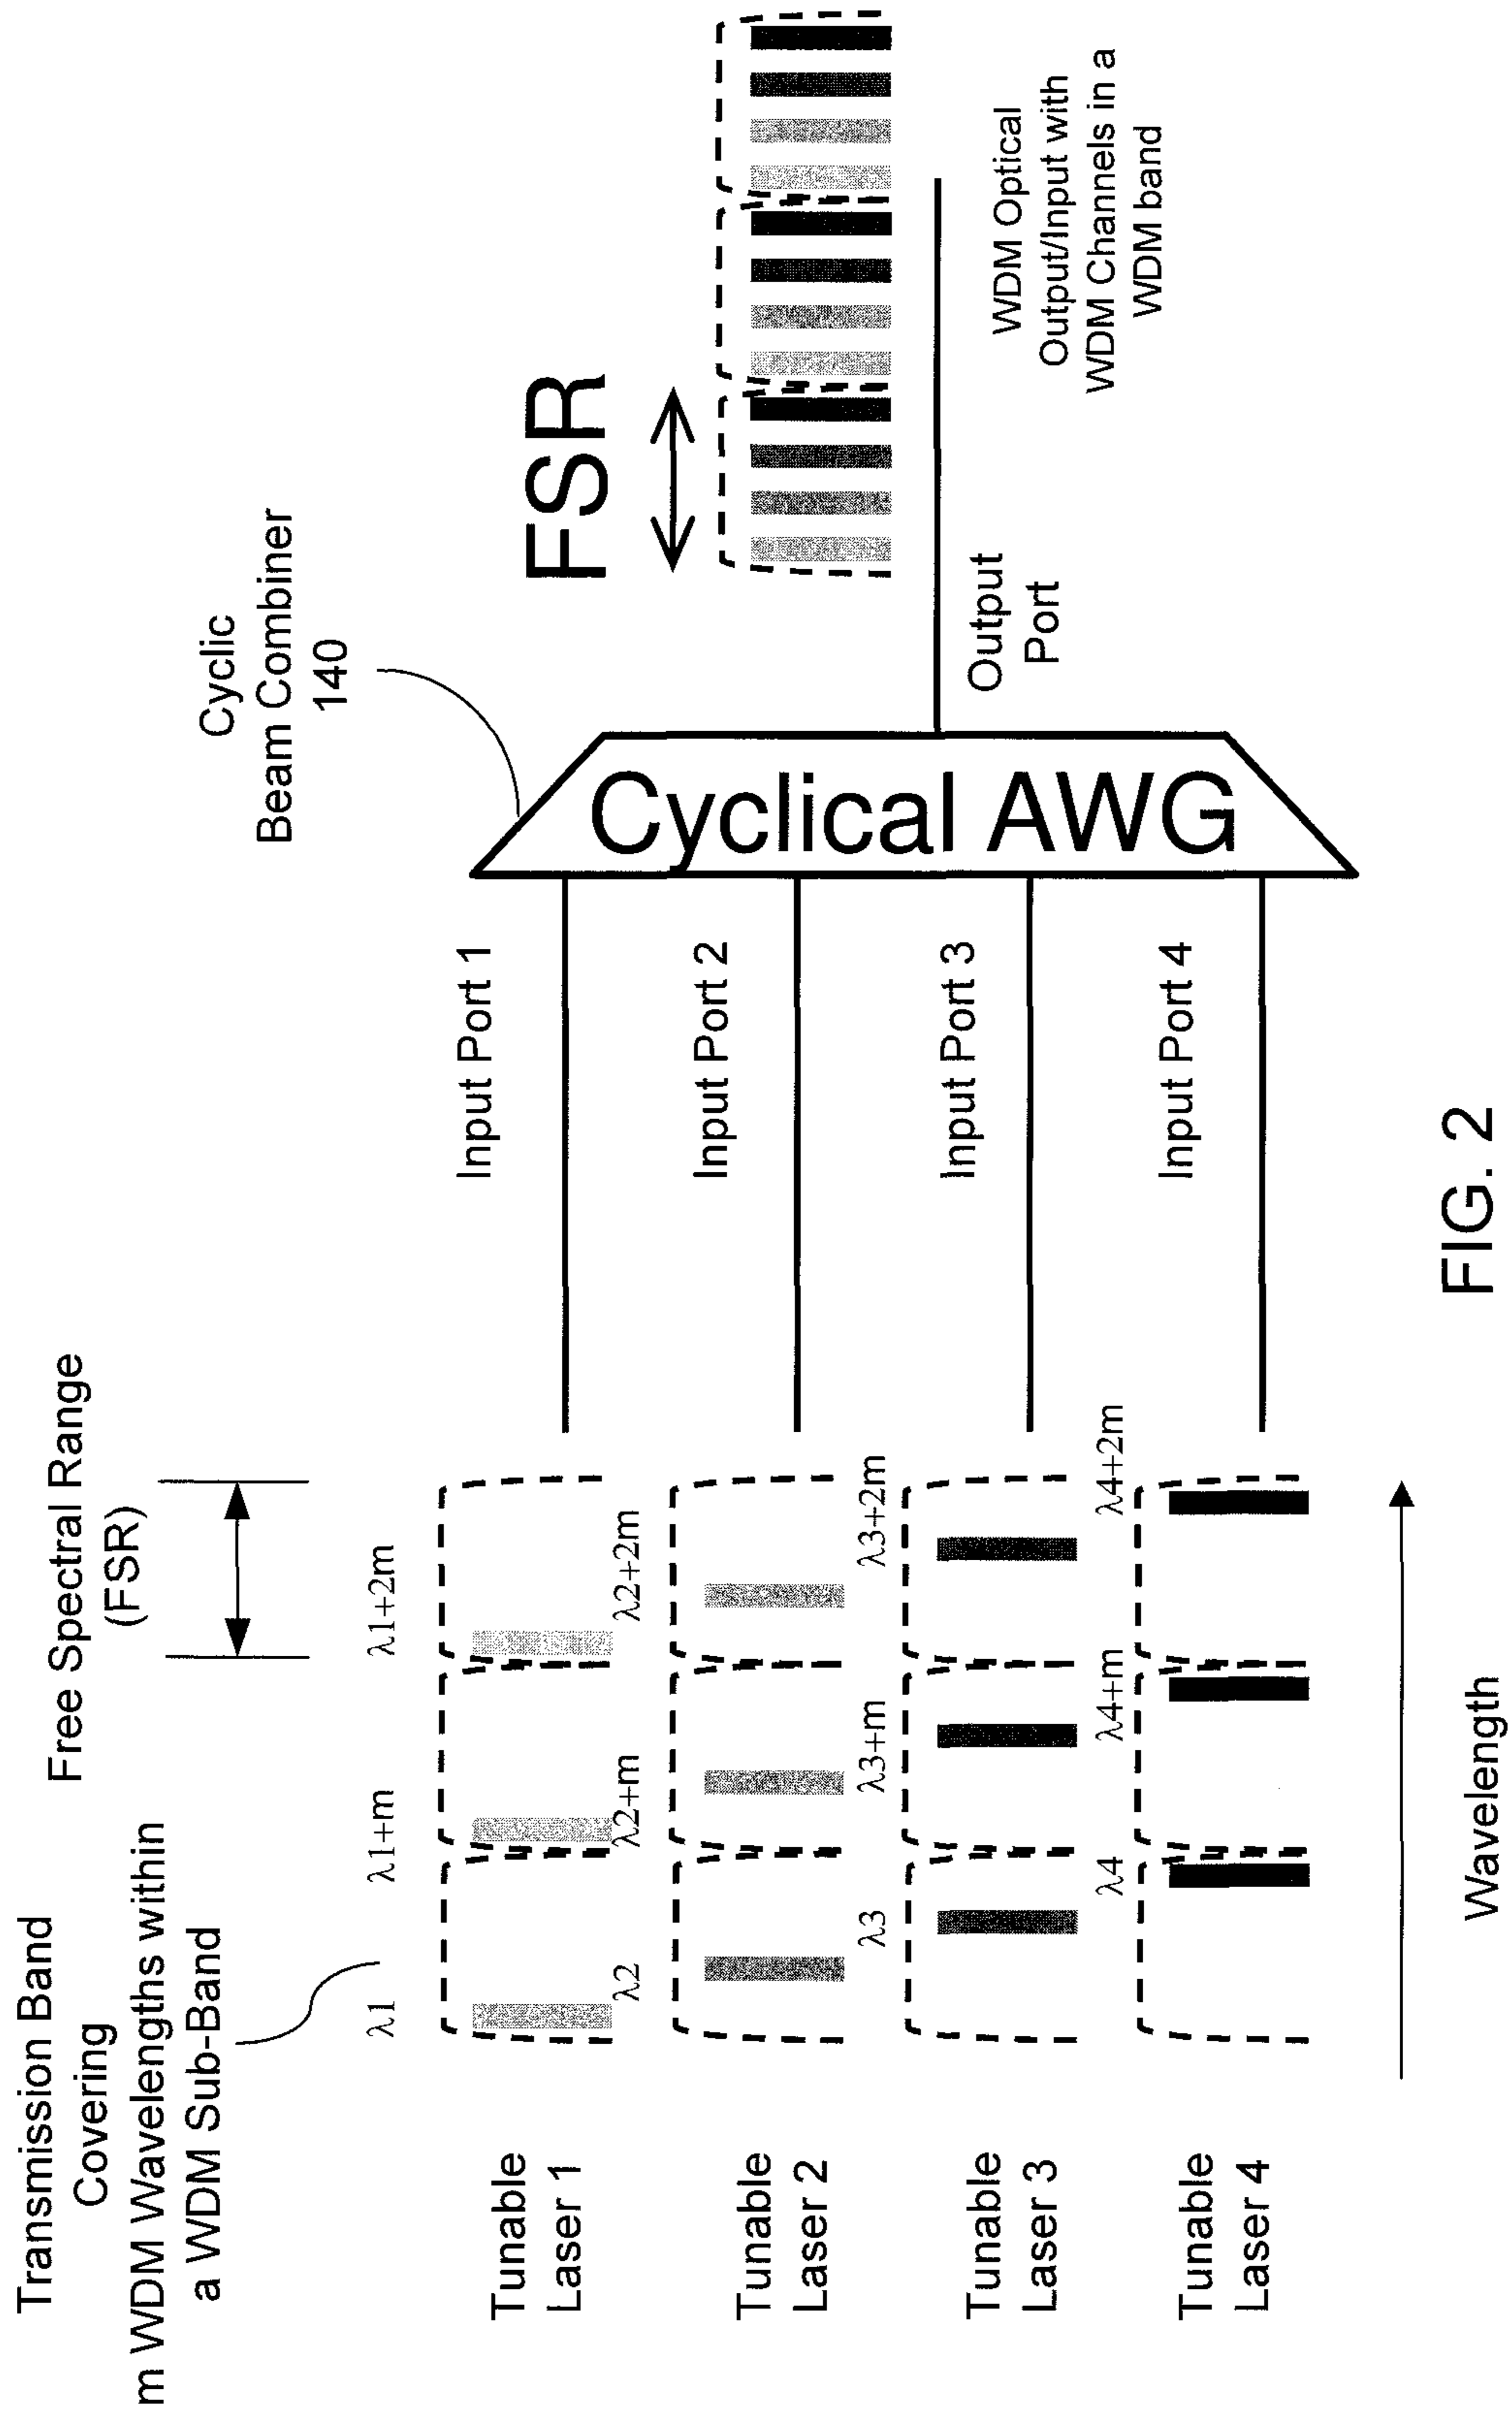 Transmission Band
Covering
m WDM Wavelengths within
a WDM Sub-Band
Free Spectral Range
(FSR)
Cyclic
Beam Combiner
140
λ1
λ1+m
λ1+2m
Tunable
Laser 1
Input Port 1
λ2
λ2+m
λ2+2m
Tunable
Laser 2
Input Port 2
λ3
λ3+m
λ3+2m
Tunable
Laser 3
Input Port 3
λ4
λ4+m
λ4+2m
Tunable
Laser 4
Input Port 4
Wavelength
Cyclical AWG
FSR
Output
Port
WDM Optical
Output/Input with
WDM Channels in a
WDM band
FIG. 2